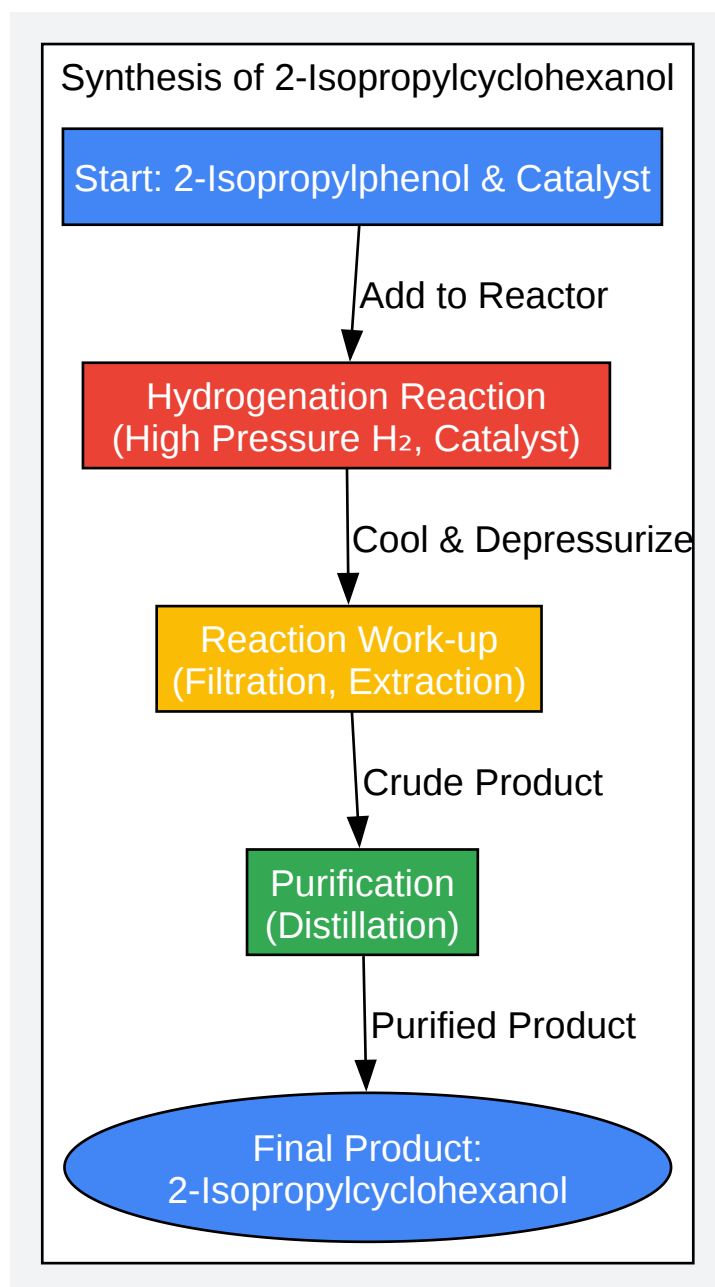 Synthesis of 2-Isopropylcyclohexanol
Start: 2-Isopropylphenol & Catalyst
Add to Reactor
Hydrogenation Reaction
(High Pressure H₂, Catalyst)
Cool & Depressurize
Reaction Work-up
(Filtration, Extraction)
Crude Product
Purification
(Distillation)
Purified Product
Final Product:
2-Isopropylcyclohexanol